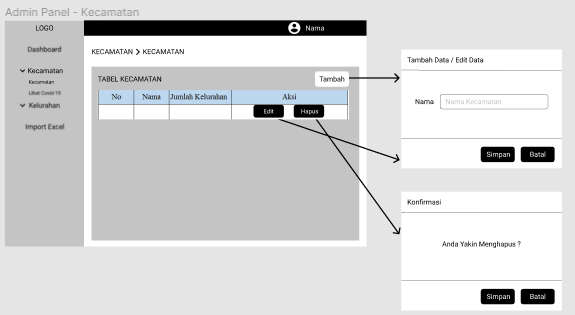 Admin Panel - Kecamatan
LOGO
Nama
Dashboard
KECAMATAN > KECAMATAN
Kecamatan
Kecamatan
Lihat Covid-19
Kelurahan
Import Excel
TABEL KECAMATAN
Tambah
No Nama Jumlah Kelurahan Aksi
Edit Hapus
Tambah Data / Edit Data
Nama Nama Kecamatan
Simpan Batal
Konfirmasi
Anda Yakin Menghapus ?
Simpan Batal